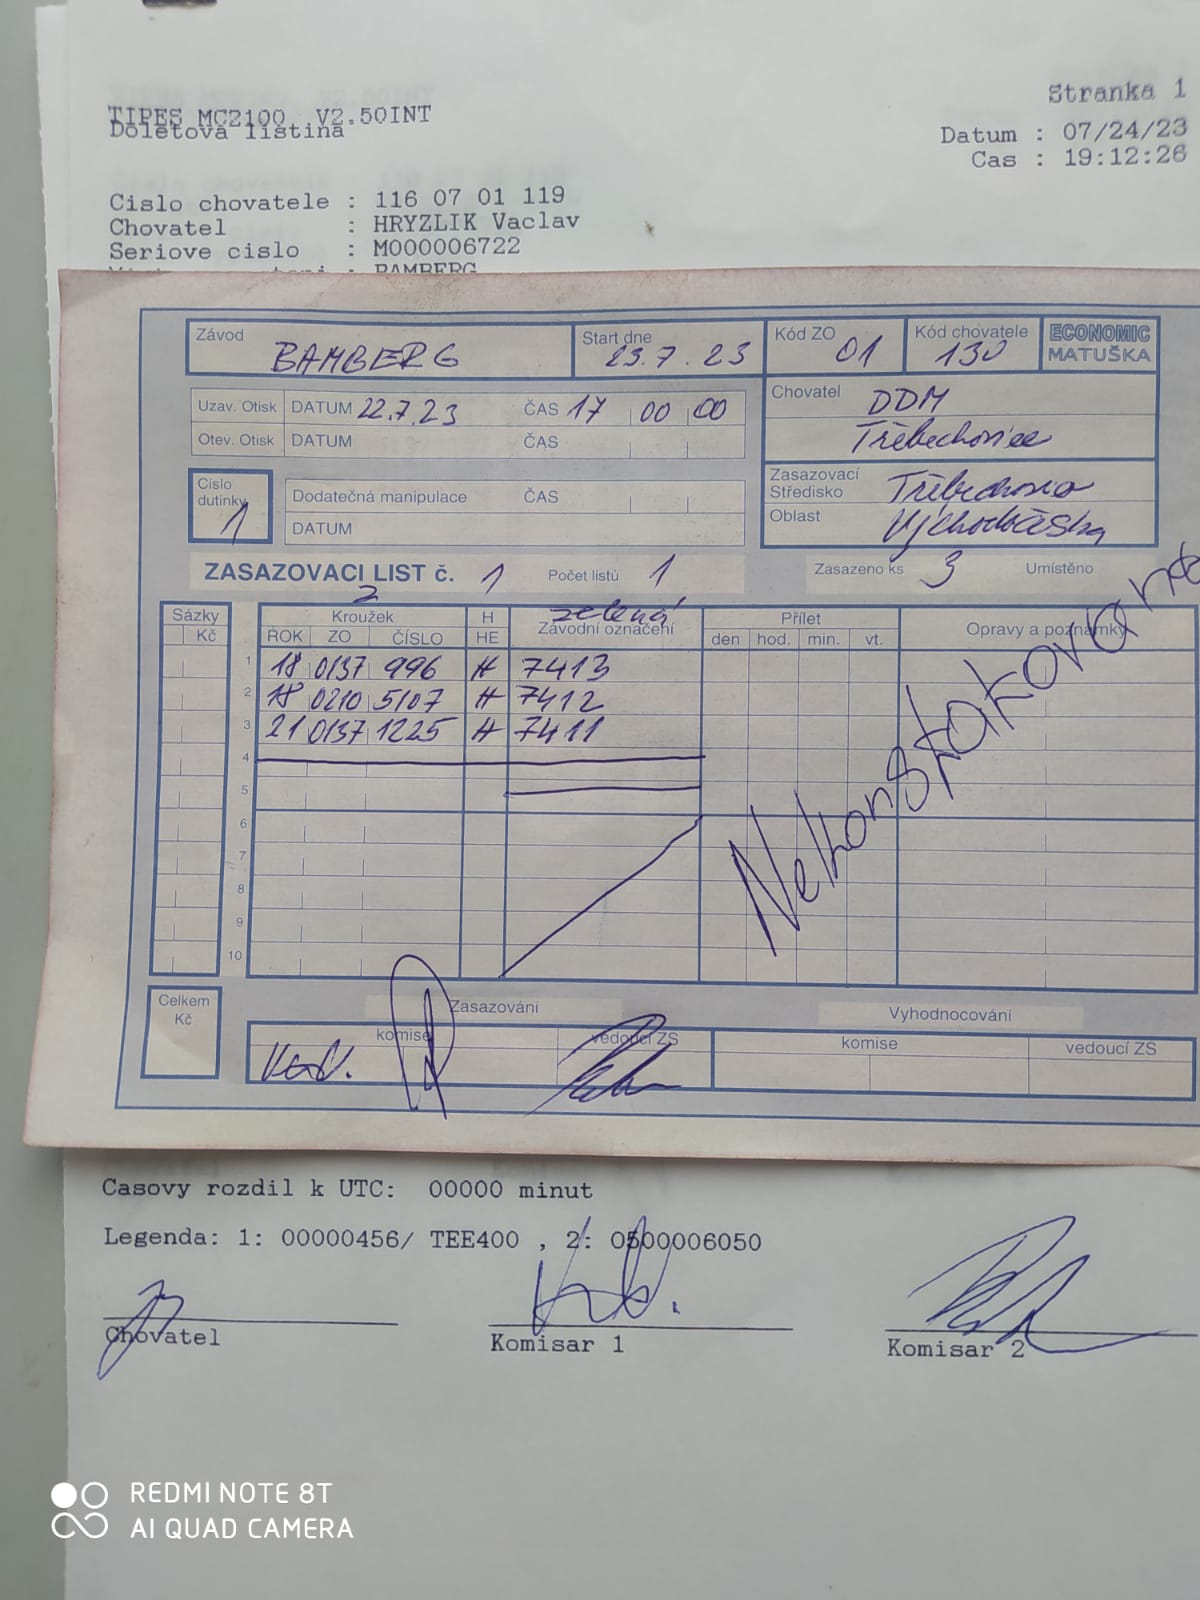 Stranka 1
TIPES MC2100 V2.50INT
Doletova listina
Datum : 07/24/23
Cas : 19:12:26
Cislo chovatele : 116 07 01 119
Chovatel : HRYZLIK Vaclav
Seriove cislo : M000006722
: BAMBERG
Závod BAMBERG
Start dne 23.7.23
Kód ZO 01
Kód chovatele 130
ECONOMIC MATUŠKA
Uzav. Otisk DATUM 22.7.23 ČAS 17 00 00
Otev. Otisk DATUM ČAS
Chovatel DDM
Třebechovice
Číslo dutinky 1
Dodatečná manipulace ČAS
DATUM
Zasazovací Středisko
Oblast
ZASAZOVACI LIST č. 1 Počet listů 1 Zasazeno ks 3 Umístěno
Sázky Kč
2
Kroužek
zelená
ROK ZO ČÍSLO H HE Závodní označení
Přílet
den hod. min. vt.
Opravy a poznámky
1 18 0137 996 H 7413
2 18 0210 5107 H 7412
3 21 0137 1225 H 7411
4
5
6
7
8
9
10
Nekonstatkováno
Celkem Kč
Zasazování Vyhodnocování
komise vedoucí ZS komise vedoucí ZS
Casovy rozdil k UTC: 00000 minut
Legenda: 1: 00000456/ TEE400 , 2: 0500006050
Chovatel Komisar 1 Komisar 2
REDMI NOTE 8T
AI QUAD CAMERA